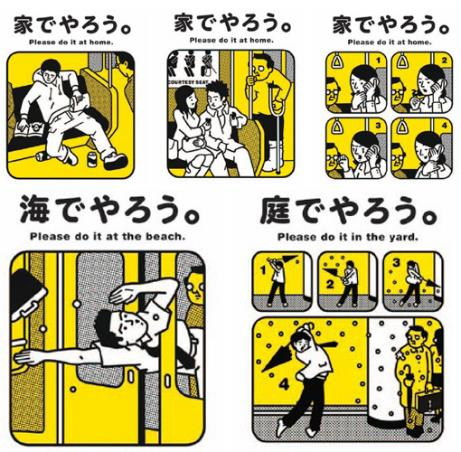 家でやろう。
Please do it at home.
COURTESY SEAT
家でやろう。
Please do it at home.
家でやろう。
Please do it at home.
1
2
3
4
海でやろう。
Please do it at the beach.
庭でやろう。
Please do it in the yard.
1
2
3
4